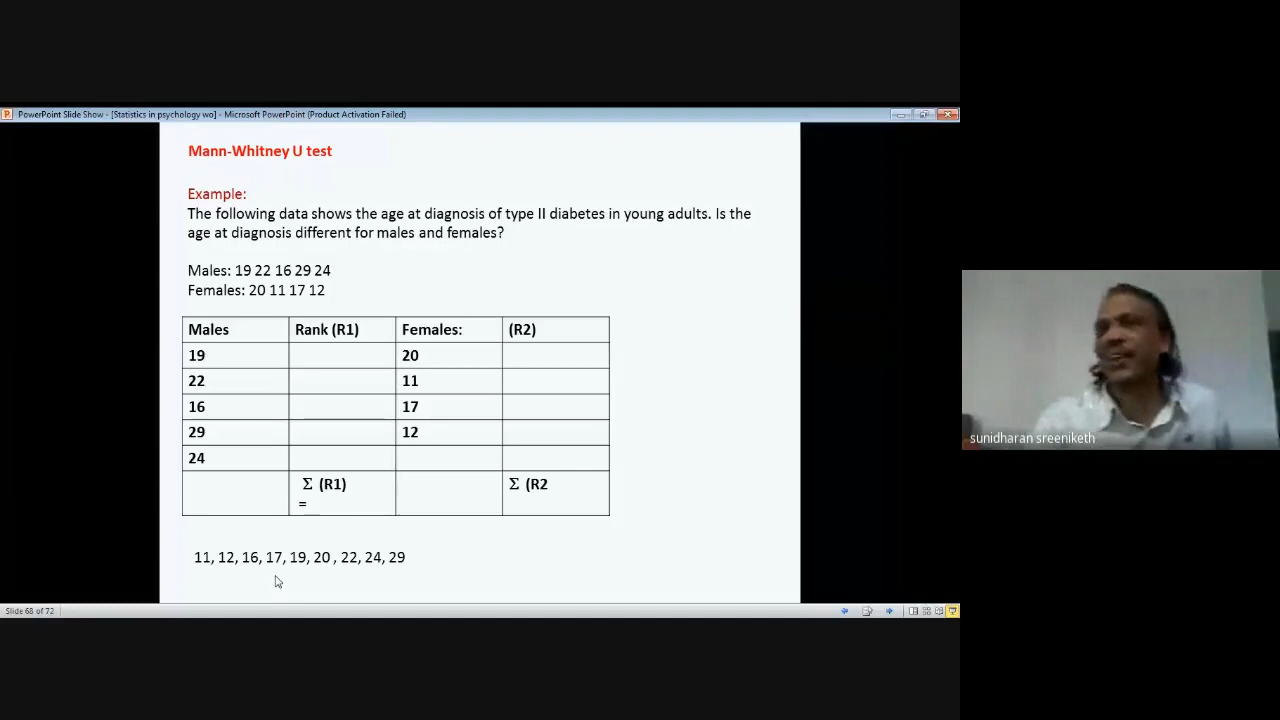 PowerPoint Slide Show - [Statistics in psychology wo] - Microsoft PowerPoint (Product Activation Failed)
Mann-Whitney U test
Example:
The following data shows the age at diagnosis of type II diabetes in young adults. Is the
age at diagnosis different for males and females?
Males: 19 22 16 29 24
Females: 20 11 17 12
Males Rank (R1) Females: (R2)
19 20
22 11
16 17
29 12
24
Σ (R1) Σ (R2
=
11, 12, 16, 17, 19, 20 , 22, 24, 29
Slide 68 of 72
sunidharan sreeniketh